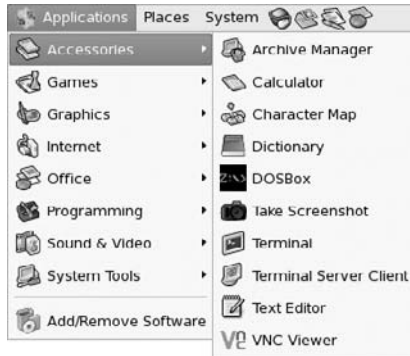 Applications Places System
Accessories
Games
Graphics
Internet
Office
Programming
Sound & Video
System Tools
Add/Remove Software
Archive Manager
Calculator
Character Map
Dictionary
Z:\>
DOSBox
Take Screenshot
Terminal
Terminal Server Client
Text Editor
VNC Viewer